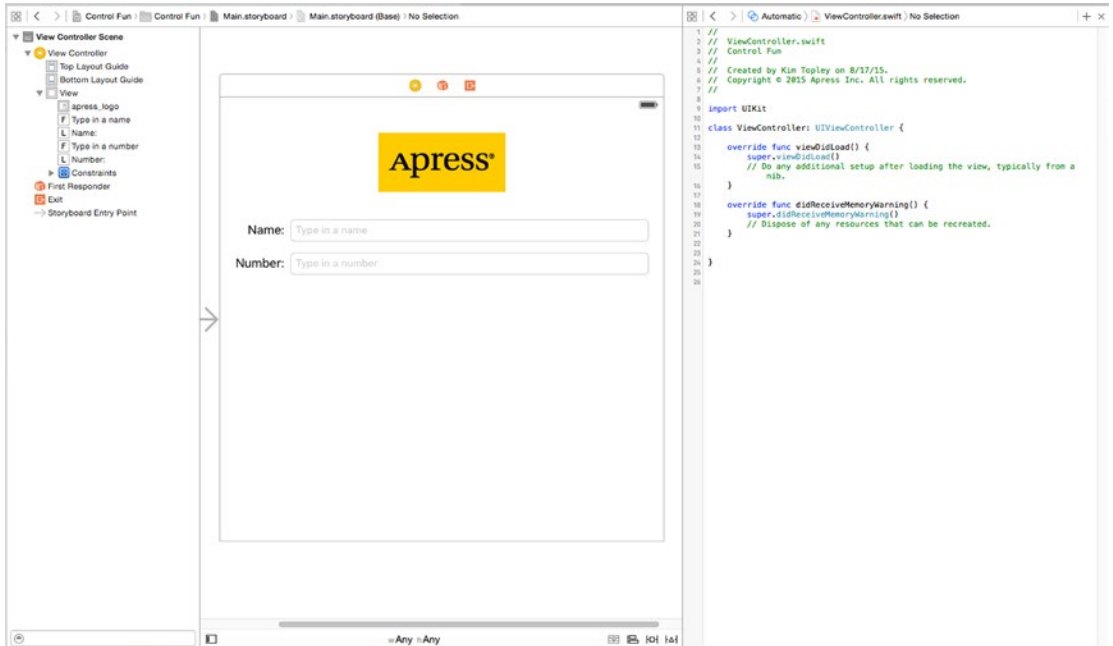 Control Fun Control Fun Main.storyboard Main.storyboard (Base) No Selection
Automatic ViewController.swift No Selection
View Controller Scene
View Controller
Top Layout Guide
Bottom Layout Guide
View
apress_logo
F Type in a name
L Name:
F Type in a number
L Number:
Constraints
First Responder
Exit
Storyboard Entry Point
Apress®
Name: Type in a name
Number: Type in a number
wAny hAny
1 //
2 // ViewController.swift
3 // Control Fun
4 //
5 // Created by Kim Topley on 8/17/15.
6 // Copyright © 2015 Apress Inc. All rights reserved.
7 //
8
9 import UIKit
10
11 class ViewController: UIViewController {
12
13 override func viewDidLoad() {
14 super.viewDidLoad()
15 // Do any additional setup after loading the view, typically from a
nib.
16 }
17
18 override func didReceiveMemoryWarning() {
19 super.didReceiveMemoryWarning()
20 // Dispose of any resources that can be recreated.
21 }
22
23
24 }
25
26